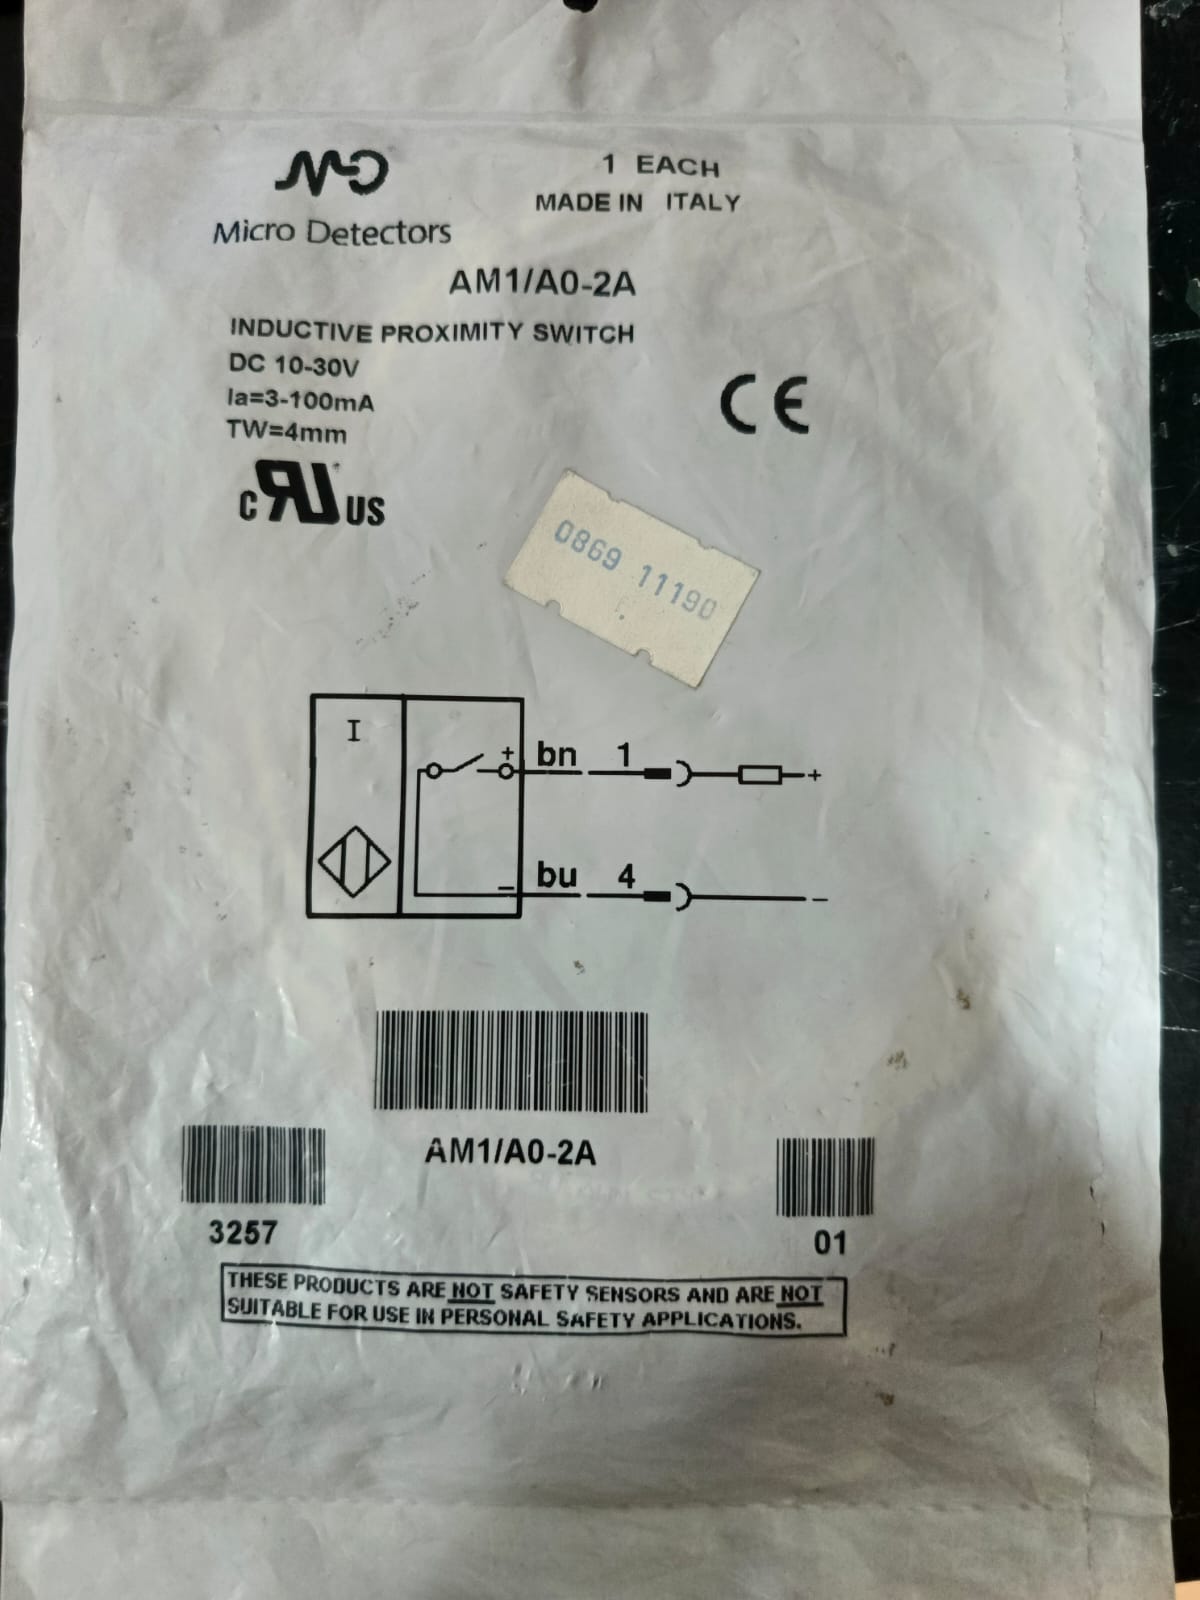 Micro Detectors
1 EACH
MADE IN ITALY
AM1/A0-2A
INDUCTIVE PROXIMITY SWITCH
DC 10-30V
Ia=3-100mA
TW=4mm
CE
c RU US
0869 11190
I
+ bn 1 +
- bu 4 -
AM1/A0-2A
3257
01
THESE PRODUCTS ARE NOT SAFETY SENSORS AND ARE NOT
SUITABLE FOR USE IN PERSONAL SAFETY APPLICATIONS.